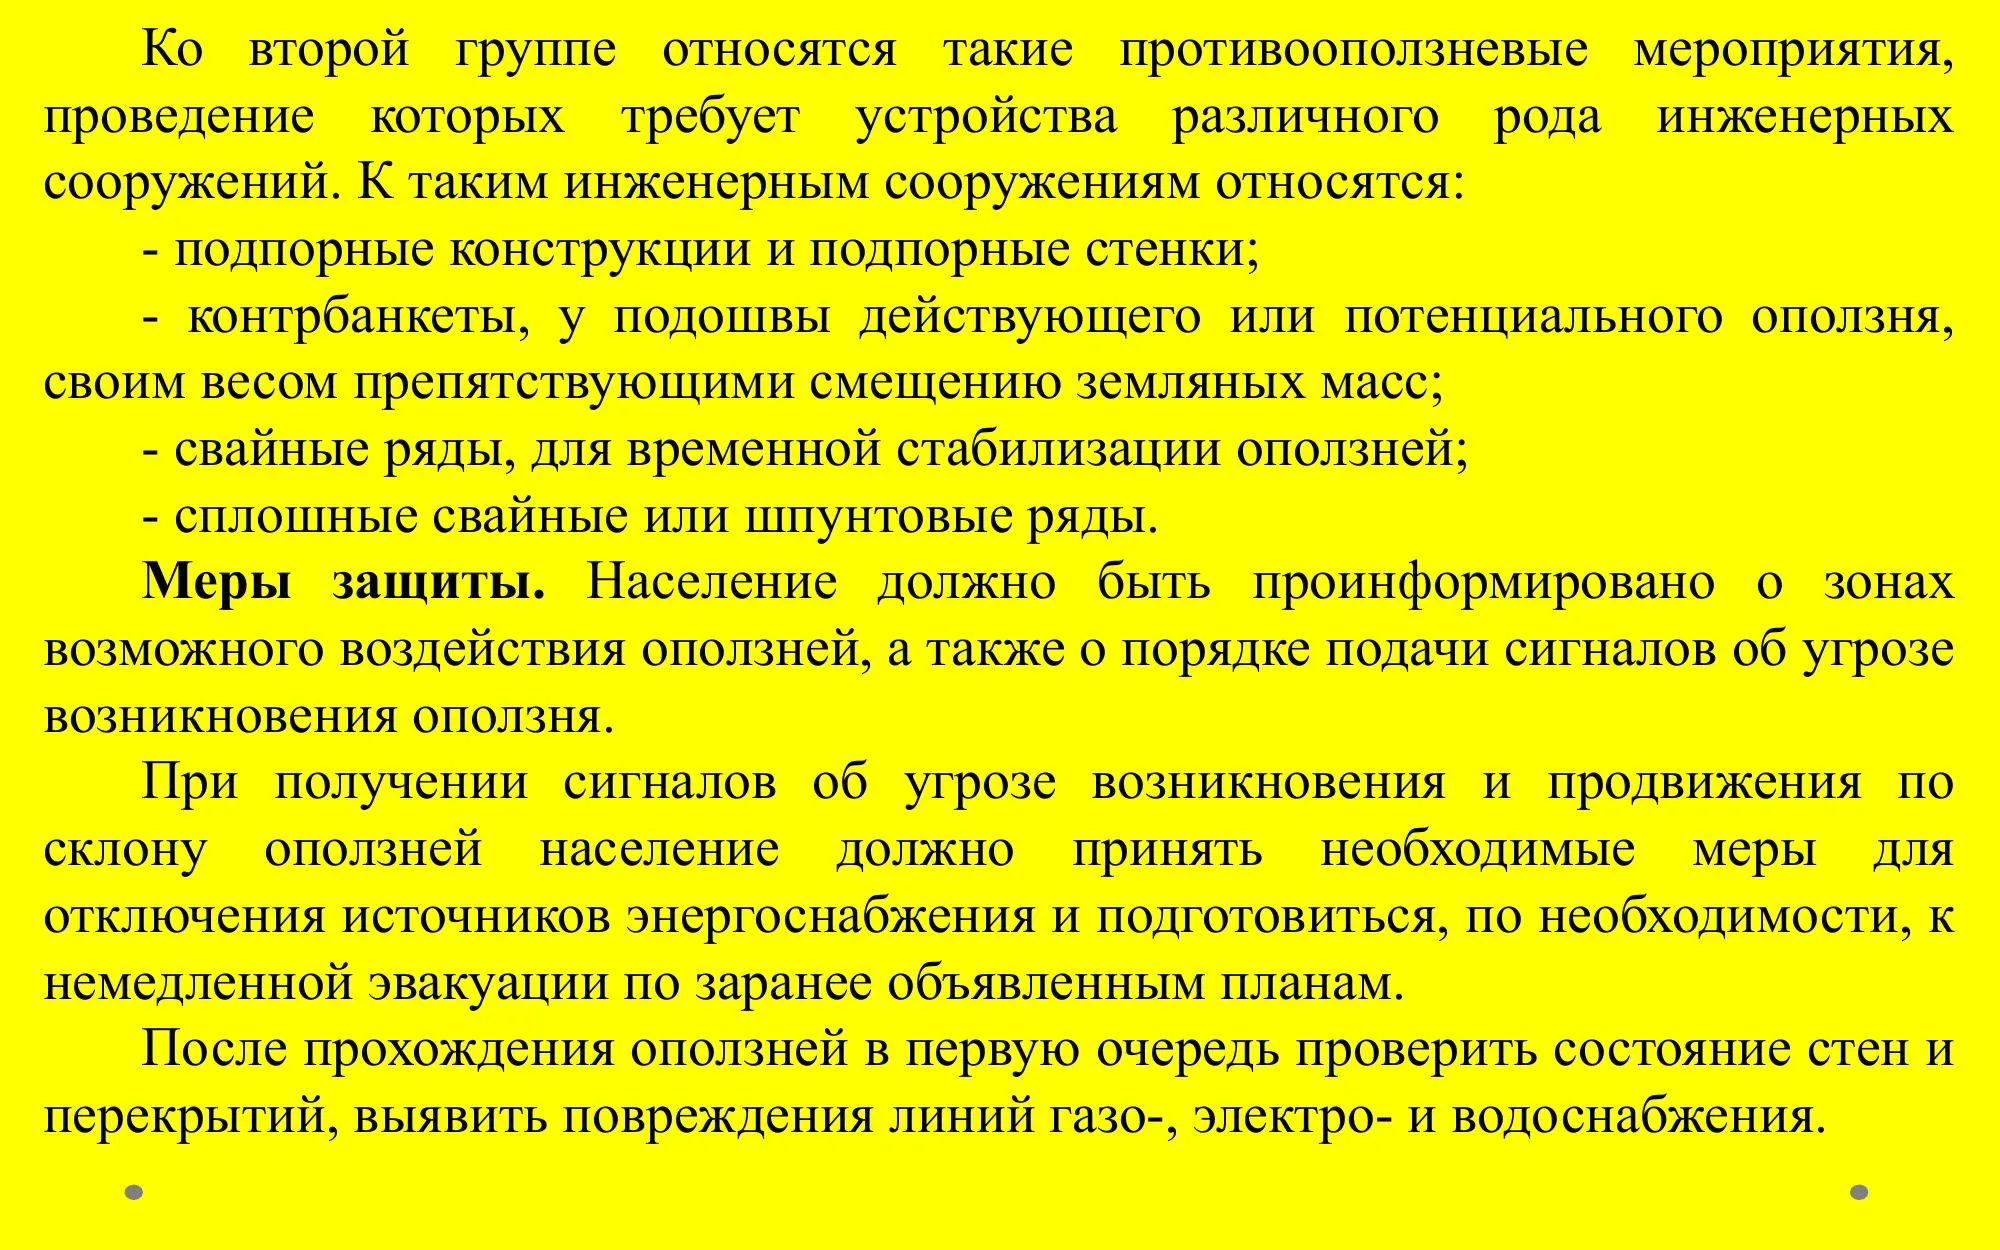 Ко второй группе относятся такие противооползневые мероприятия,
проведение которых требует устройства различного рода инженерных
сооружений. К таким инженерным сооружениям относятся:
- подпорные конструкции и подпорные стенки;
- контрбанкеты, у подошвы действующего или потенциального оползня,
своим весом препятствующими смещению земляных масс;
- свайные ряды, для временной стабилизации оползней;
- сплошные свайные или шпунтовые ряды.
Меры защиты. Население должно быть проинформировано о зонах
возможного воздействия оползней, а также о порядке подачи сигналов об угрозе
возникновения оползня.
При получении сигналов об угрозе возникновения и продвижения по
склону оползней население должно принять необходимые меры для
отключения источников энергоснабжения и подготовиться, по необходимости, к
немедленной эвакуации по заранее объявленным планам.
После прохождения оползней в первую очередь проверить состояние стен и
перекрытий, выявить повреждения линий газо-, электро- и водоснабжения.